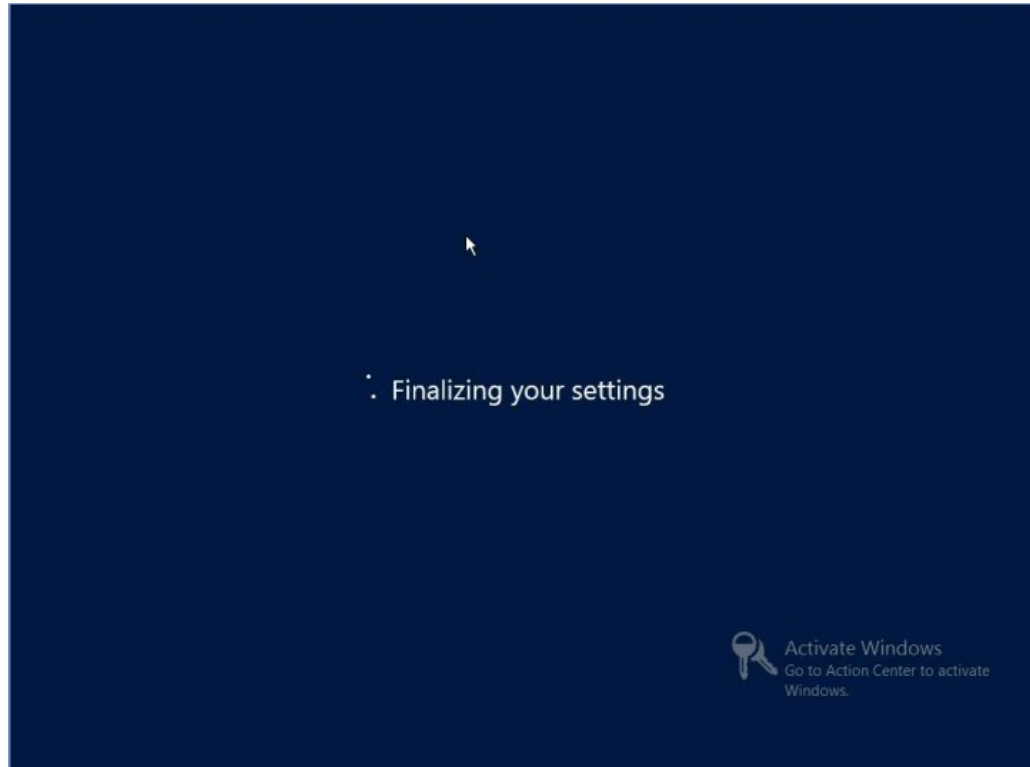 Finalizing your settings
Activate Windows
Go to Action Center to activate
Windows.